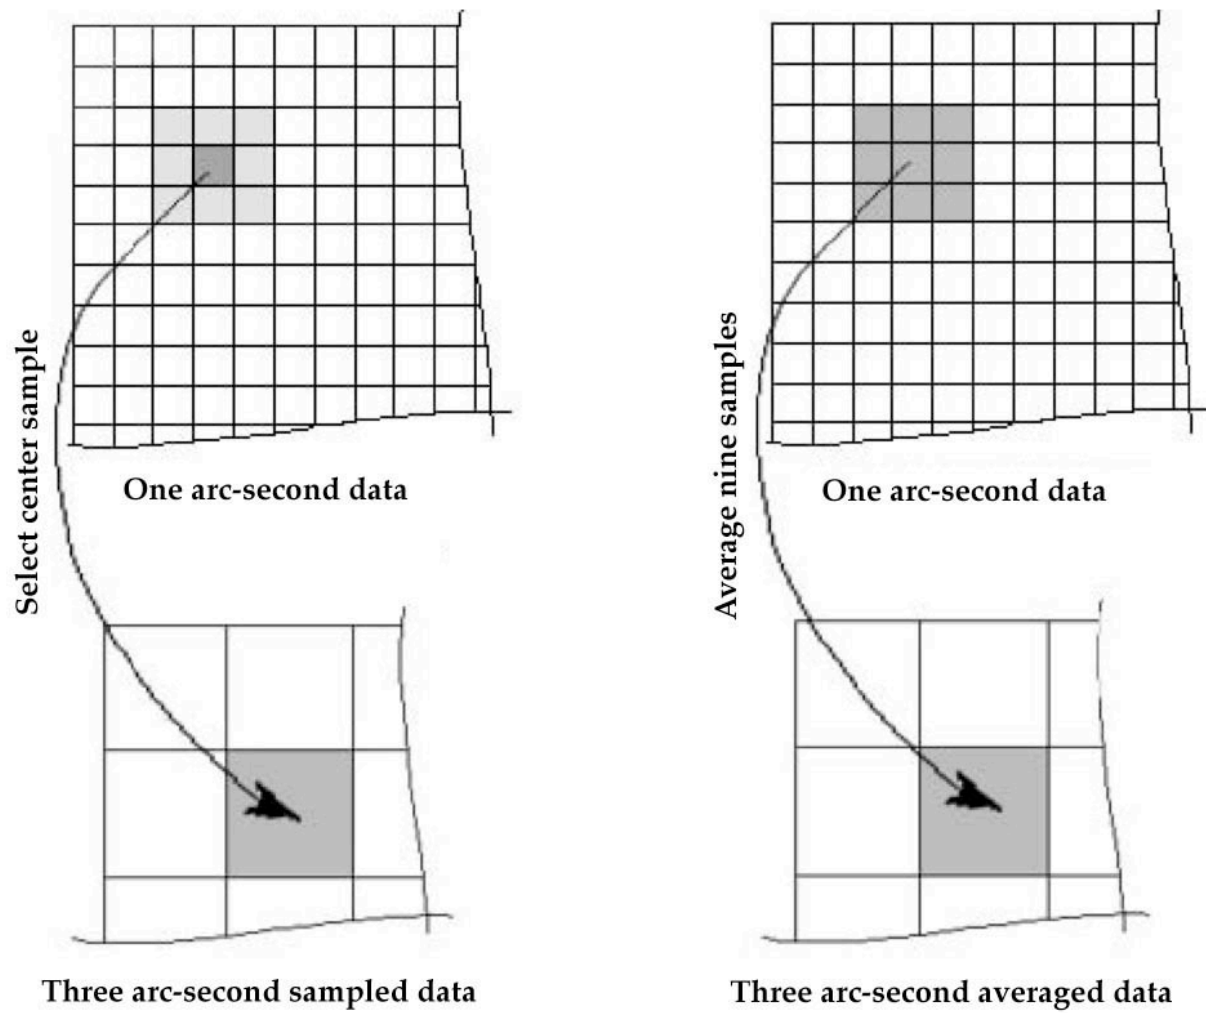 Select center sample
One arc-second data
Three arc-second sampled data
Average nine samples
One arc-second data
Three arc-second averaged data